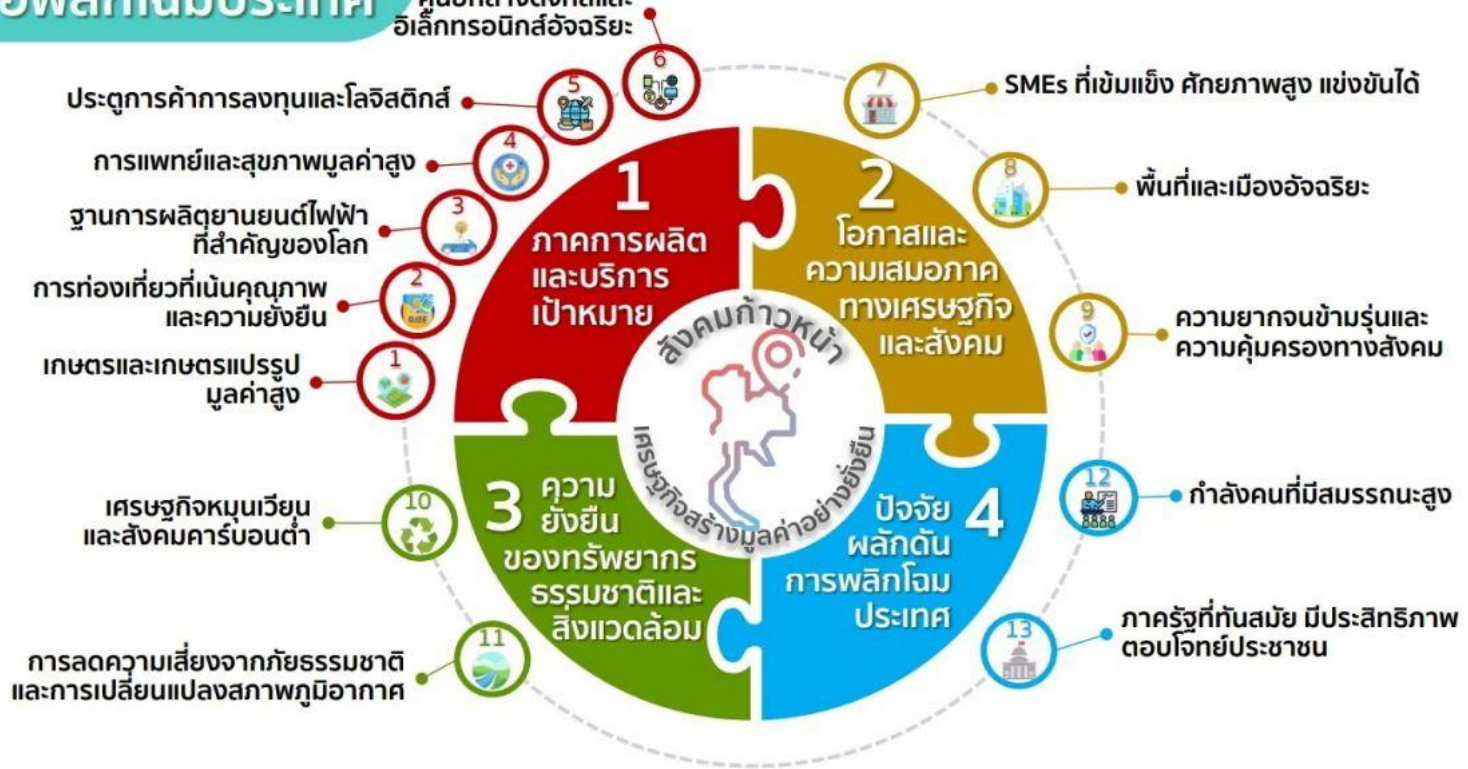 พลิกโฉมประเทศ
อิเล็กทรอนิกส์อัจฉริยะ
6
5
ประตูการค้าการลงทุนและโลจิสติกส์
4
การแพทย์และสุขภาพมูลค่าสูง
3
ฐานการผลิตยานยนต์ไฟฟ้า
ที่สำคัญของโลก
2
การท่องเที่ยวที่เน้นคุณภาพ
และความยั่งยืน
GUIDE
1
เกษตรและเกษตรแปรรูป
มูลค่าสูง
7
SMEs ที่เข้มแข็ง ศักยภาพสูง แข่งขันได้
8
พื้นที่และเมืองอัจฉริยะ
9
ความยากจนข้ามรุ่นและ
ความคุ้มครองทางสังคม
1
ภาคการผลิต
และบริการ
เป้าหมาย
2
โอกาสและ
ความเสมอภาค
ทางเศรษฐกิจ
และสังคม
สังคมก้าวหน้า
เศรษฐกิจสร้างมูลค่าอย่างยั่งยืน
3
ความ
ยั่งยืน
ของทรัพยากร
ธรรมชาติและ
สิ่งแวดล้อม
4
ปัจจัย
ผลักดัน
การพลิกโฉม
ประเทศ
10
เศรษฐกิจหมุนเวียน
และสังคมคาร์บอนต่ำ
11
การลดความเสี่ยงจากภัยธรรมชาติ
และการเปลี่ยนแปลงสภาพภูมิอากาศ
12
กำลังคนที่มีสมรรถนะสูง
13
ภาครัฐที่ทันสมัย มีประสิทธิภาพ
ตอบโจทย์ประชาชน